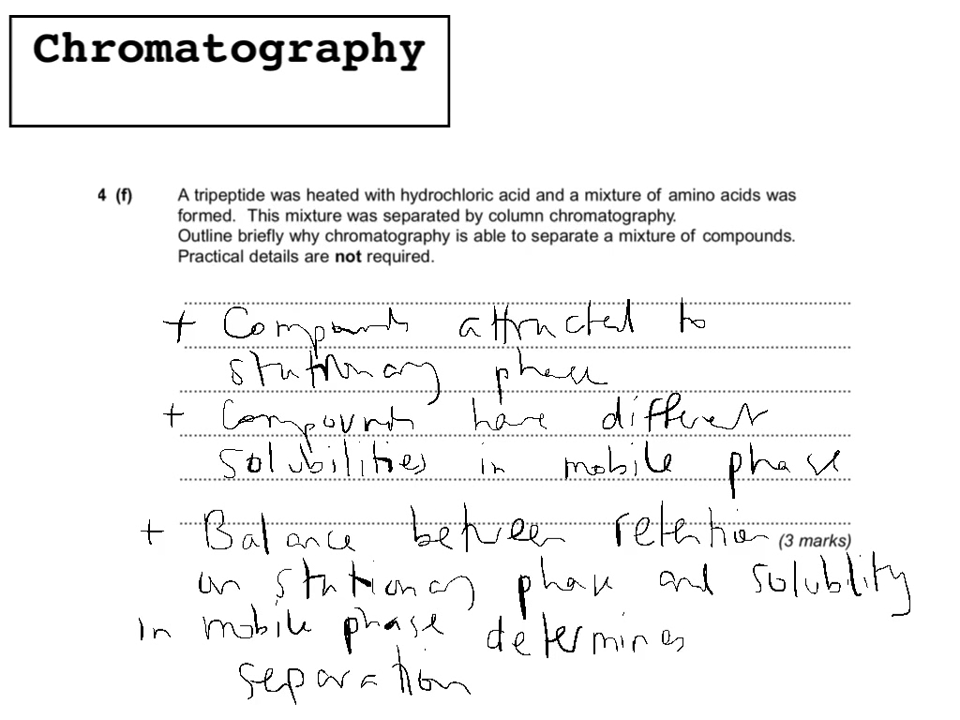 Chromatography
4 (f) A tripeptide was heated with hydrochloric acid and a mixture of amino acids was
formed. This mixture was separated by column chromatography.
Outline briefly why chromatography is able to separate a mixture of compounds.
Practical details are not required.
+ Compounds attracted to
stationary phase
+ Compounds have different
solubilities in mobile phase
+ Balance between retention (3 marks)
on stationary phase and solublity
in mobile phase determines
separation